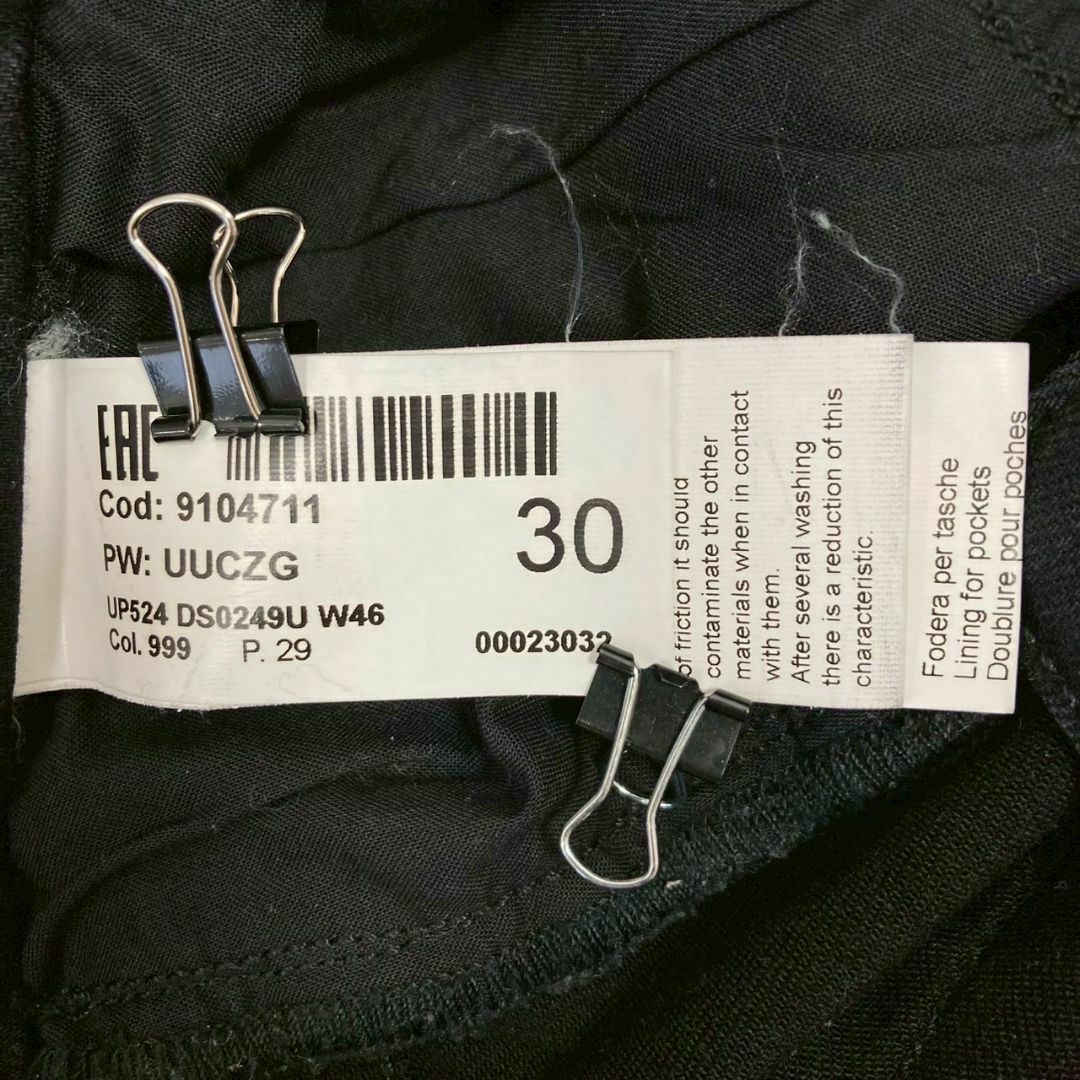 EAC
Cod: 9104711
30
PW: UUCZG
UP524 DS0249U W46
Col. 999 P. 29
00023032
of friction it should
contaminate the other
materials when in contact
with them.
After several washing
there is a reduction of this
characteristic.
Fodera per tasche
Lining for pockets
Doublure pour poches